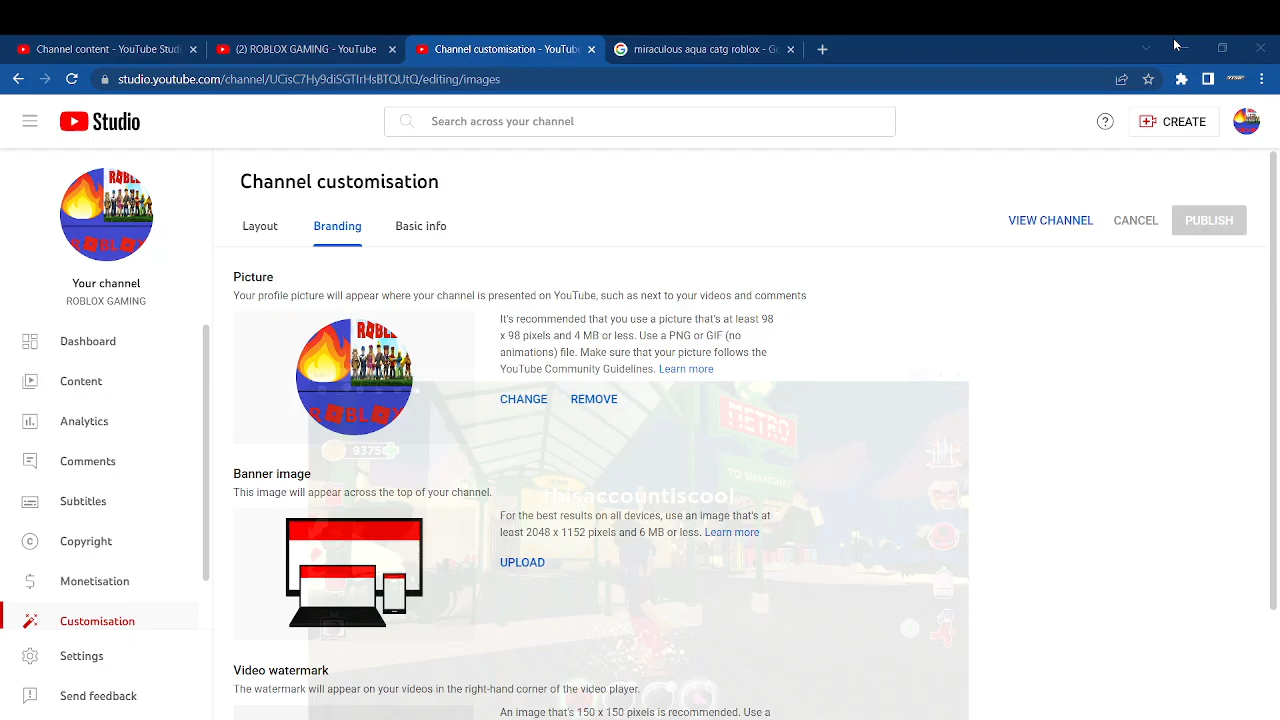 Channel content - YouTube Studi
(2) ROBLOX GAMING - YouTube
Channel customisation - YouTube
miraculous aqua catg roblox - Go
studio.youtube.com/channel/UCisC7Hy9diSGTIrHsBTQUtQ/editing/images
Studio
Search across your channel
CREATE
Channel customisation
Layout
Branding
Basic info
VIEW CHANNEL
CANCEL
PUBLISH
Your channel
ROBLOX GAMING
Dashboard
Content
Analytics
Comments
Subtitles
Copyright
Monetisation
Customisation
Settings
Send feedback
Picture
Your profile picture will appear where your channel is presented on YouTube, such as next to your videos and comments
ROBLOX
It's recommended that you use a picture that's at least 98
x 98 pixels and 4 MB or less. Use a PNG or GIF (no
animations) file. Make sure that your picture follows the
YouTube Community Guidelines. Learn more
CHANGE
REMOVE
METRO
TO SHANGHAI
thisaccountiscool
Banner image
This image will appear across the top of your channel.
For the best results on all devices, use an image that's at
least 2048 x 1152 pixels and 6 MB or less. Learn more
UPLOAD
Video watermark
The watermark will appear on your videos in the right-hand corner of the video player.
An image that's 150 x 150 pixels is recommended. Use a